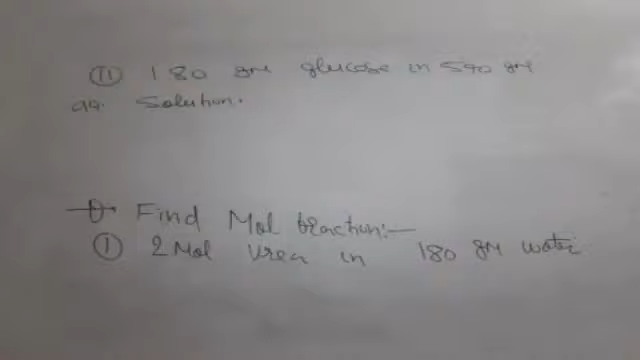 (II) 180 gm glucose in 540 gm
aq. Solution.
Find Mol fraction:—
(I) 2 Mol Urea in 180 gm water